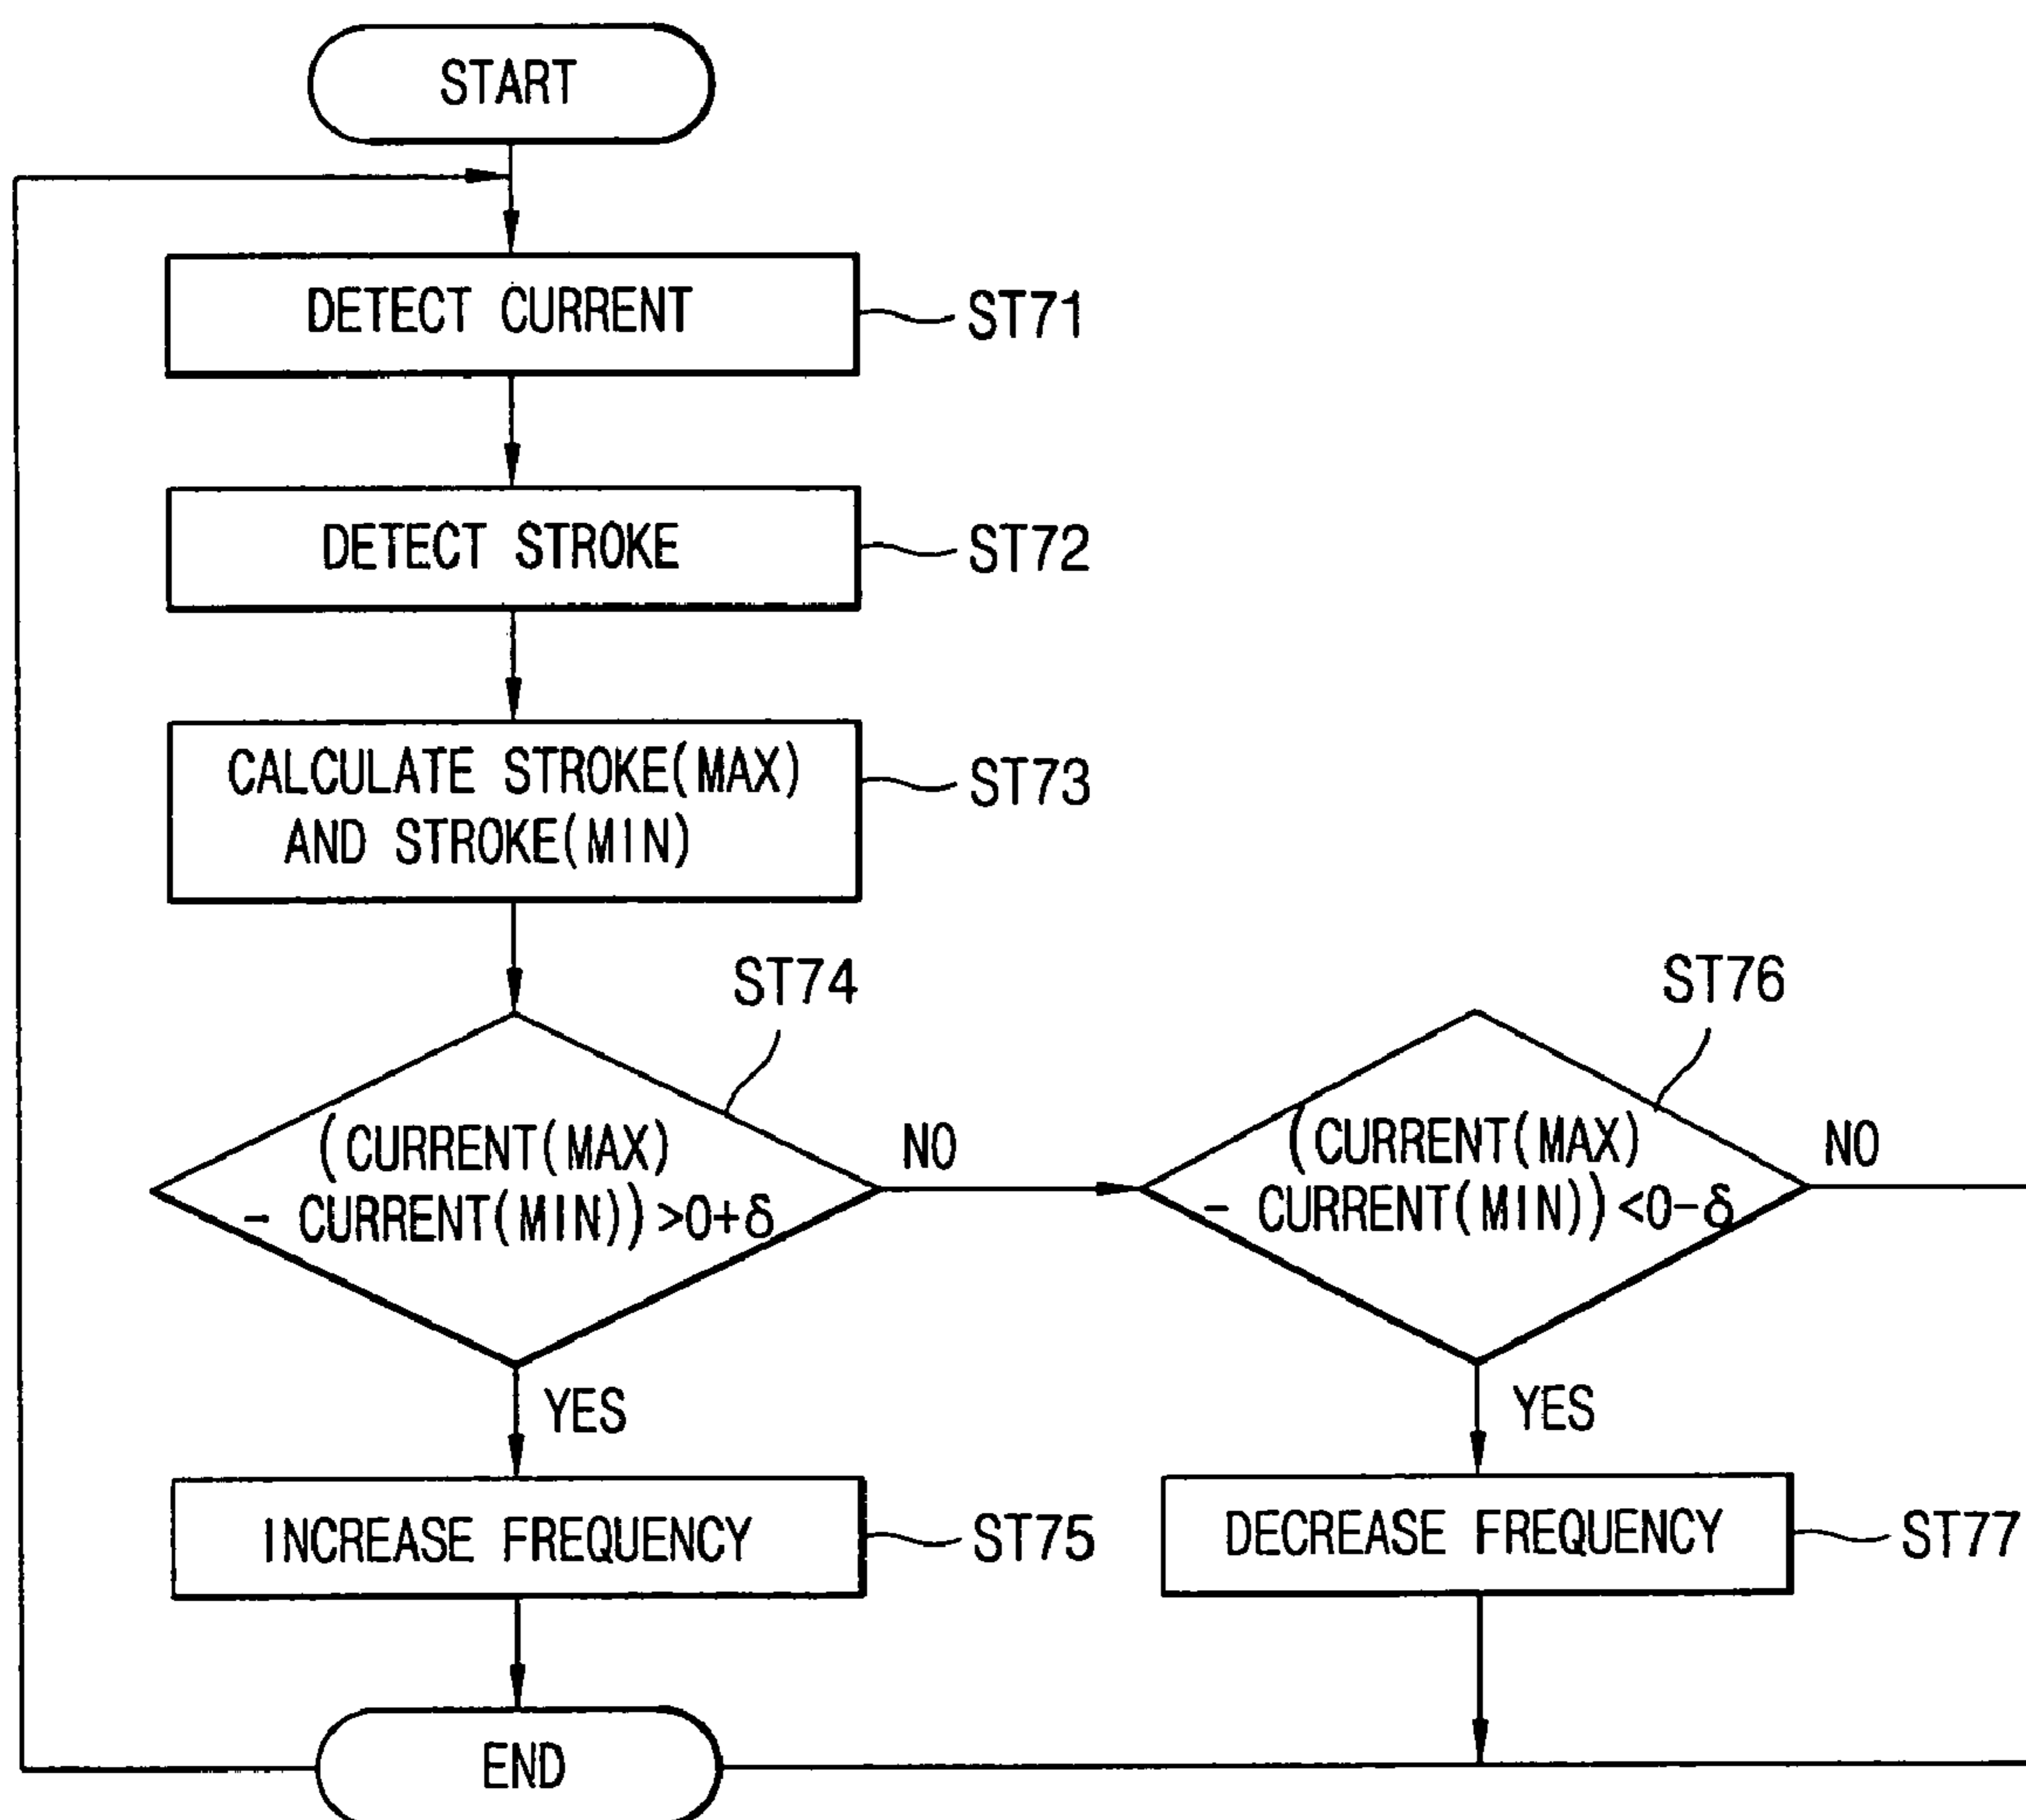 START
DETECT CURRENT
ST71
DETECT STROKE
ST72
CALCULATE STROKE(MAX)
AND STROKE(MIN)
ST73
ST74
(CURRENT(MAX)
- CURRENT(MIN))>0+δ
NO
YES
ST76
(CURRENT(MAX)
- CURRENT(MIN))<0-δ
NO
YES
INCREASE FREQUENCY
ST75
DECREASE FREQUENCY
ST77
END